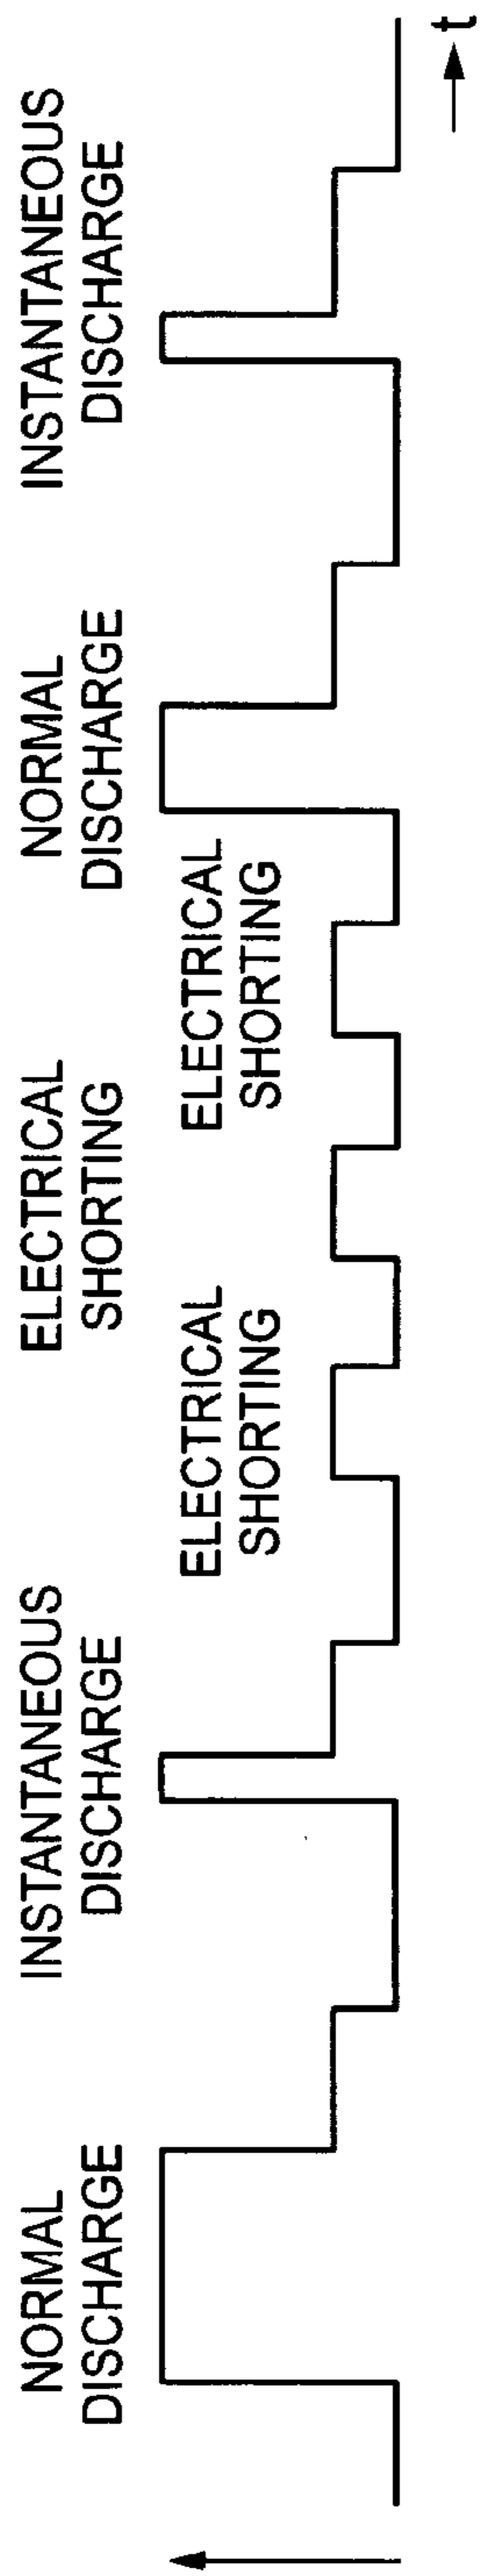 NORMAL
DISCHARGE
INSTANTANEOUS
DISCHARGE
ELECTRICAL
SHORTING
ELECTRICAL
SHORTING
ELECTRICAL
SHORTING
NORMAL
DISCHARGE
INSTANTANEOUS
DISCHARGE
t